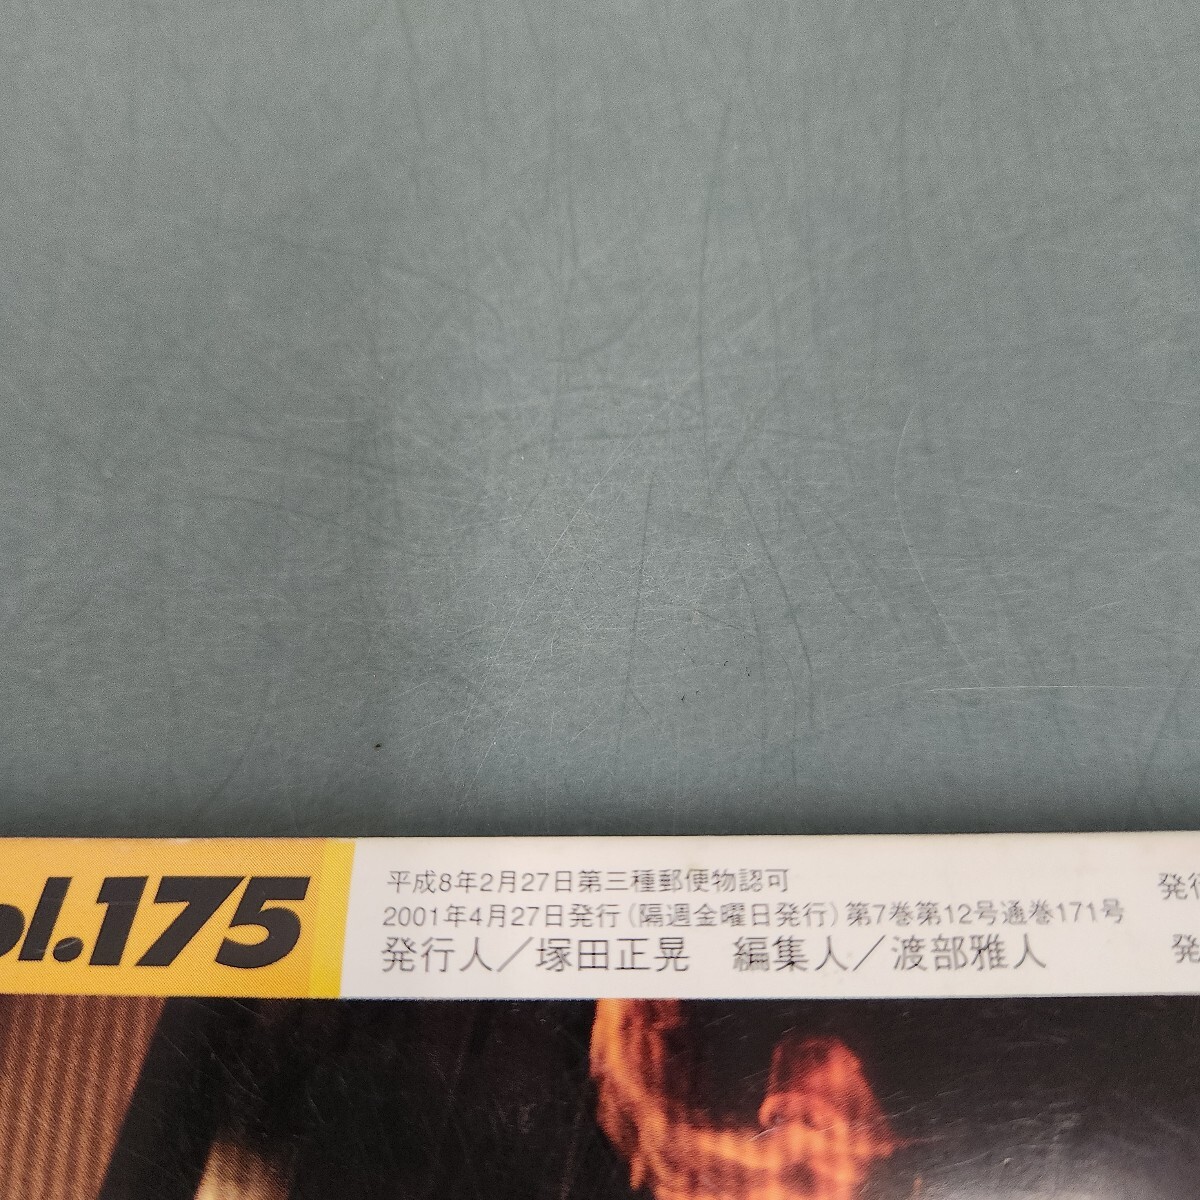 ol.175
平成8年2月27日第三種郵便物認可
2001年4月27日発行(隔週金曜日発行)第7巻第12号通巻171号
発行人／塚田正晃　編集人／渡部雅人
発行
発